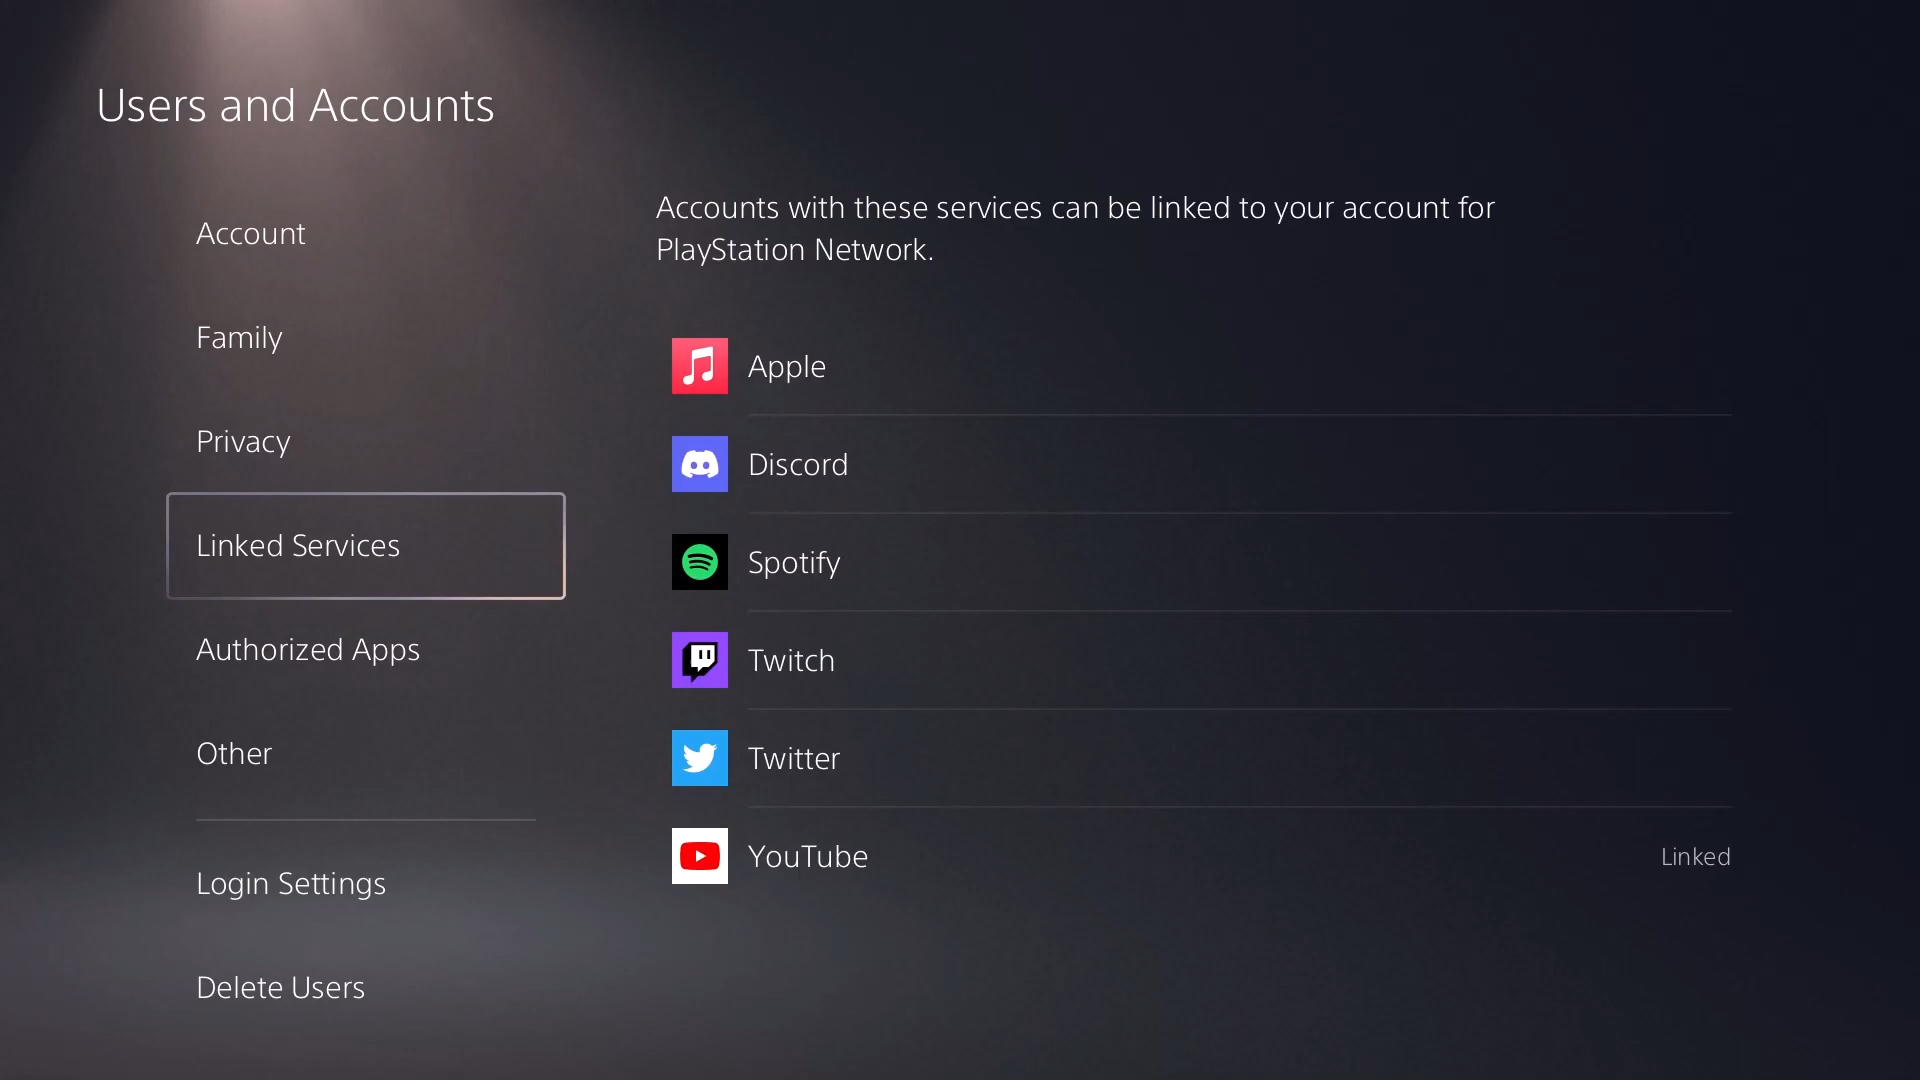 Users and Accounts
Account
Family
Privacy
Linked Services
Authorized Apps
Other
Login Settings
Delete Users
Accounts with these services can be linked to your account for
PlayStation Network.
Apple
Discord
Spotify
Twitch
Twitter
YouTube
Linked